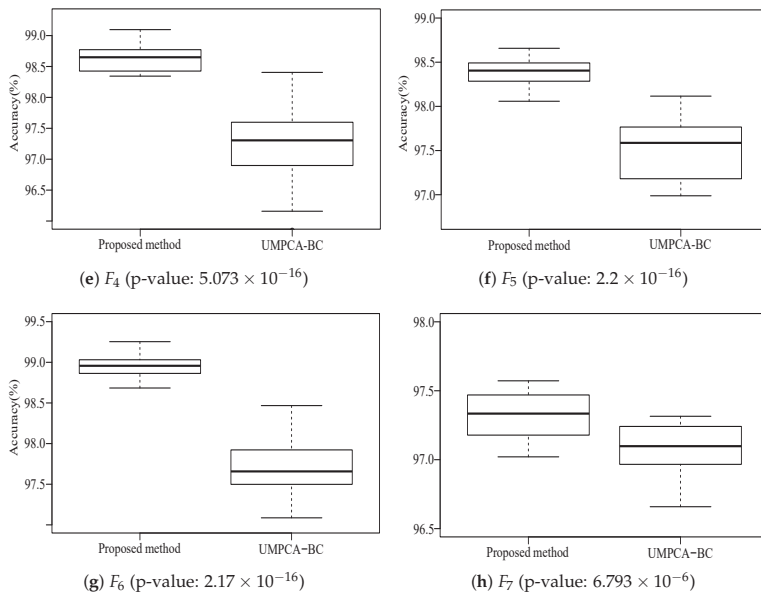 Accuracy(%)
99.0
98.5
98.0
97.5
97.0
96.5
Proposed method UMPCA-BC
(e) F4 (p-value: 5.073 × 10−16)
Accuracy(%)
99.0
98.5
98.0
97.5
97.0
Proposed method UMPCA-BC
(f) F5 (p-value: 2.2 × 10−16)
Accuracy(%)
99.5
99.0
98.5
98.0
97.5
Proposed method UMPCA−BC
(g) F6 (p-value: 2.17 × 10−16)
98.0
97.5
97.0
96.5
Proposed method UMPCA−BC
(h) F7 (p-value: 6.793 × 10−6)